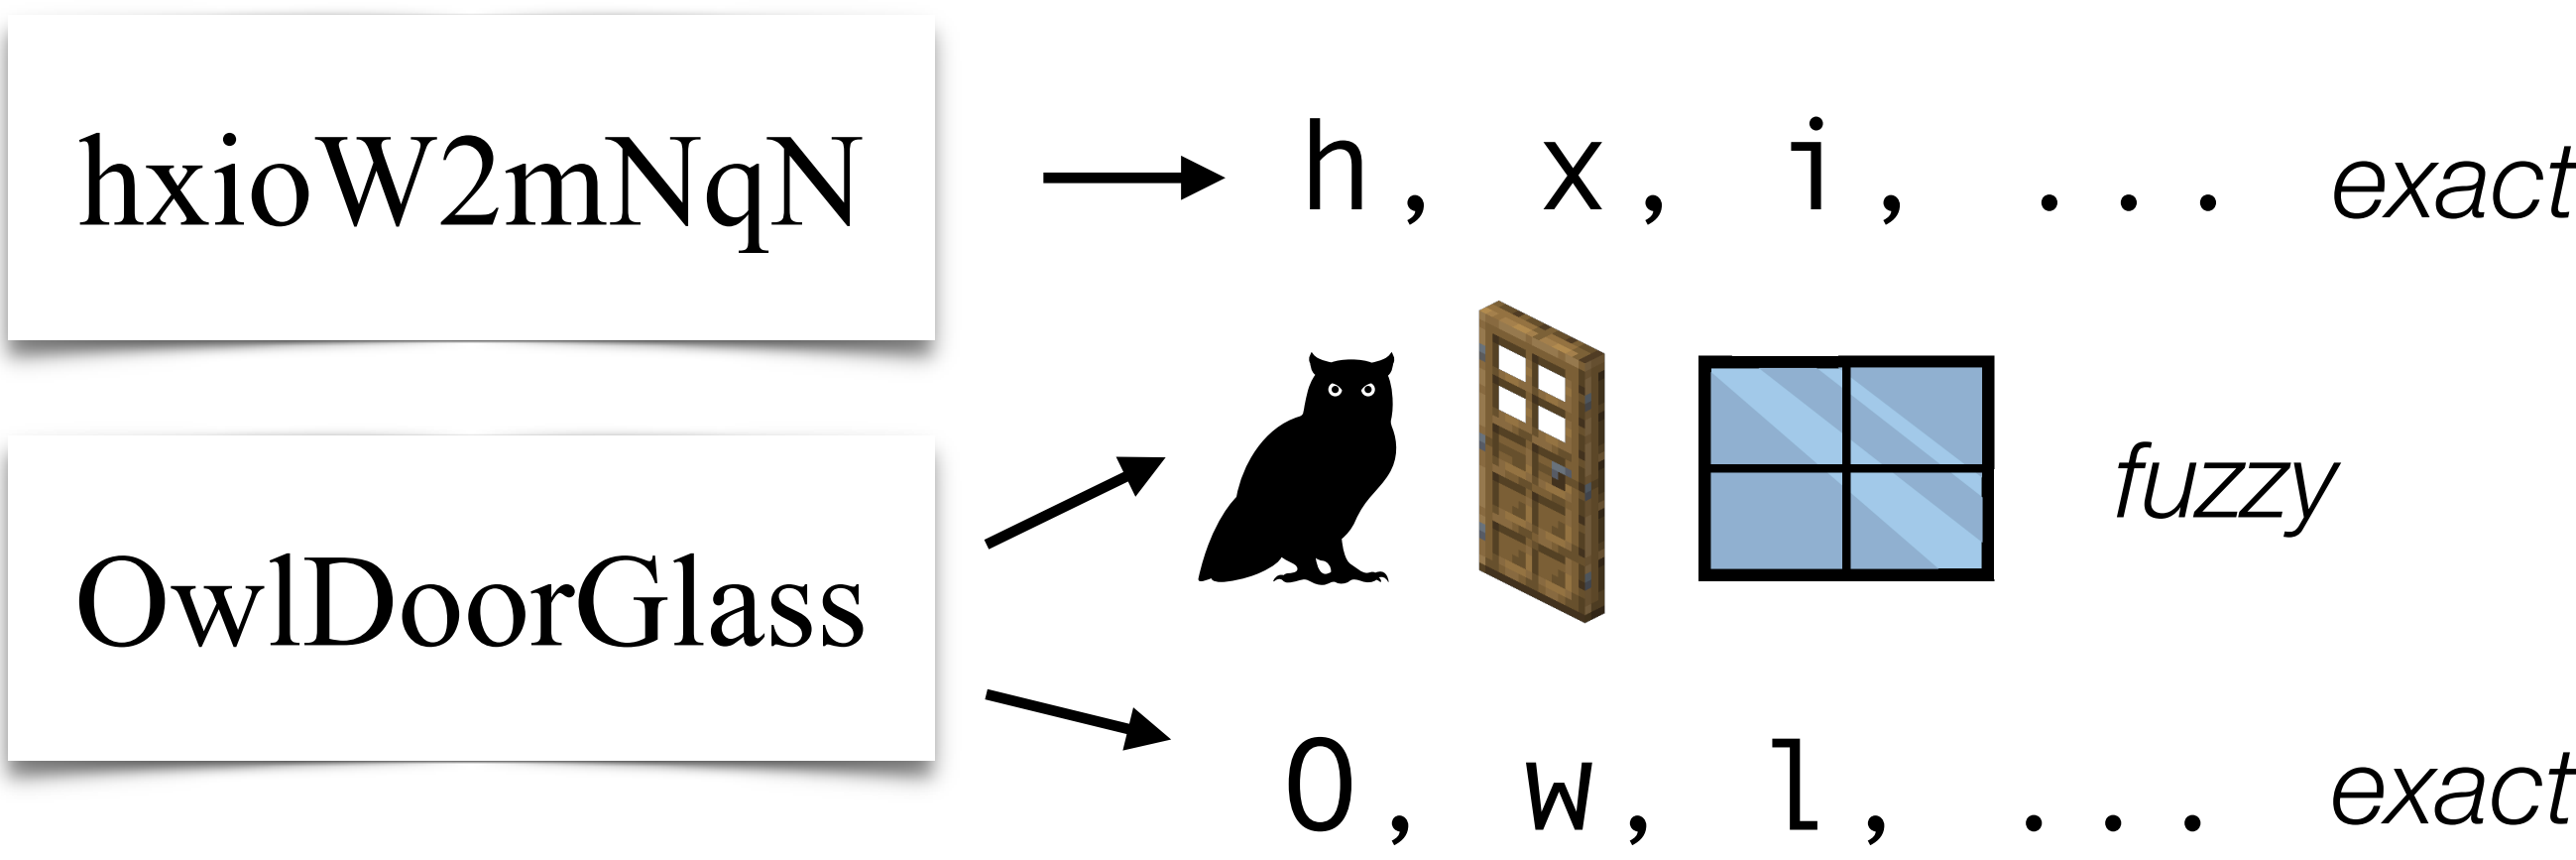 hxioW2mNqN
h, x, i, ... exact
fuzzy
OwlDoorGlass
O, w, l, ... exact